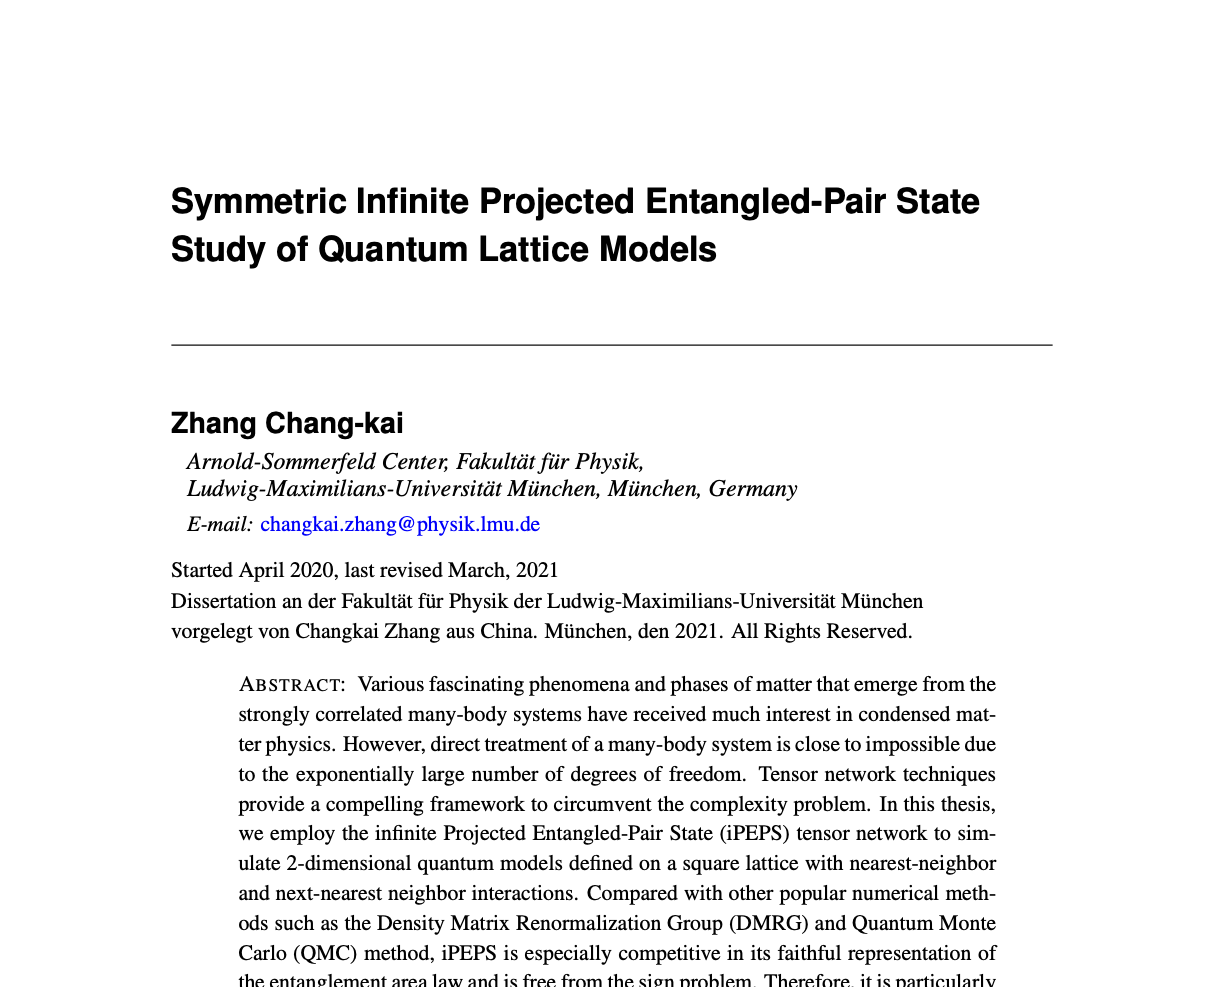 Symmetric Infinite Projected Entangled-Pair State
Study of Quantum Lattice Models
Zhang Chang-kai
Arnold-Sommerfeld Center, Fakultät für Physik,
Ludwig-Maximilians-Universität München, München, Germany
E-mail: changkai.zhang@physik.lmu.de
Started April 2020, last revised March, 2021
Dissertation an der Fakultät für Physik der Ludwig-Maximilians-Universität München
vorgelegt von Changkai Zhang aus China. München, den 2021. All Rights Reserved.
ABSTRACT: Various fascinating phenomena and phases of matter that emerge from the
strongly correlated many-body systems have received much interest in condensed mat-
ter physics. However, direct treatment of a many-body system is close to impossible due
to the exponentially large number of degrees of freedom. Tensor network techniques
provide a compelling framework to circumvent the complexity problem. In this thesis,
we employ the infinite Projected Entangled-Pair State (iPEPS) tensor network to sim-
ulate 2-dimensional quantum models defined on a square lattice with nearest-neighbor
and next-nearest neighbor interactions. Compared with other popular numerical meth-
ods such as the Density Matrix Renormalization Group (DMRG) and Quantum Monte
Carlo (QMC) method, iPEPS is especially competitive in its faithful representation of
the entanglement area law and is free from the sign problem. Therefore, it is particularly